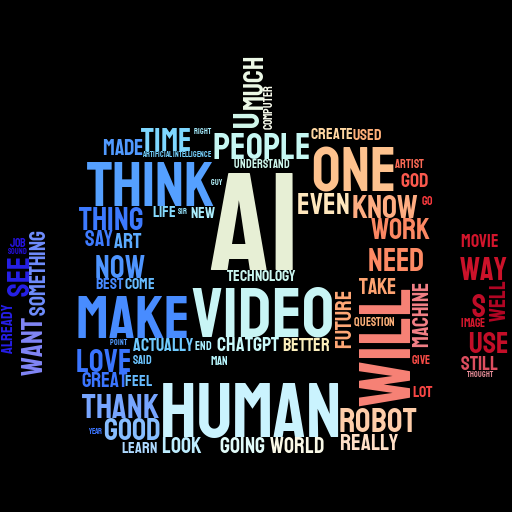 MUCH
U
COMPUTER
RIGHT
MADE
TIME
PEOPLE
CREATE
USED
ARTIFICIAL INTELLIGENCE
UNDERSTAND
ONE
ARTIST
THINK
GUY
AI
GOD
LIFE
SIR
NEW
EVEN
KNOW
GO
THING
WORK
SAY
ART
JOB
SOUND
SEE
SOMETHING
NOW
NEED
MOVIE
WAY
BEST
COME
TECHNOLOGY
TAKE
WELL
MAKE
VIDEO
FUTURE
WILL
MACHINE
S
IMAGE
QUESTION
ALREADY
WANT
POINT
ACTUALLY
END
CHATGPT
BETTER
USE
LOVE
SAID
MAN
GIVE
STILL
THOUGHT
GREAT
FEEL
HUMAN
LOT
THANK
ROBOT
YEAR
GOOD
LEARN
LOOK
GOING
WORLD
REALLY